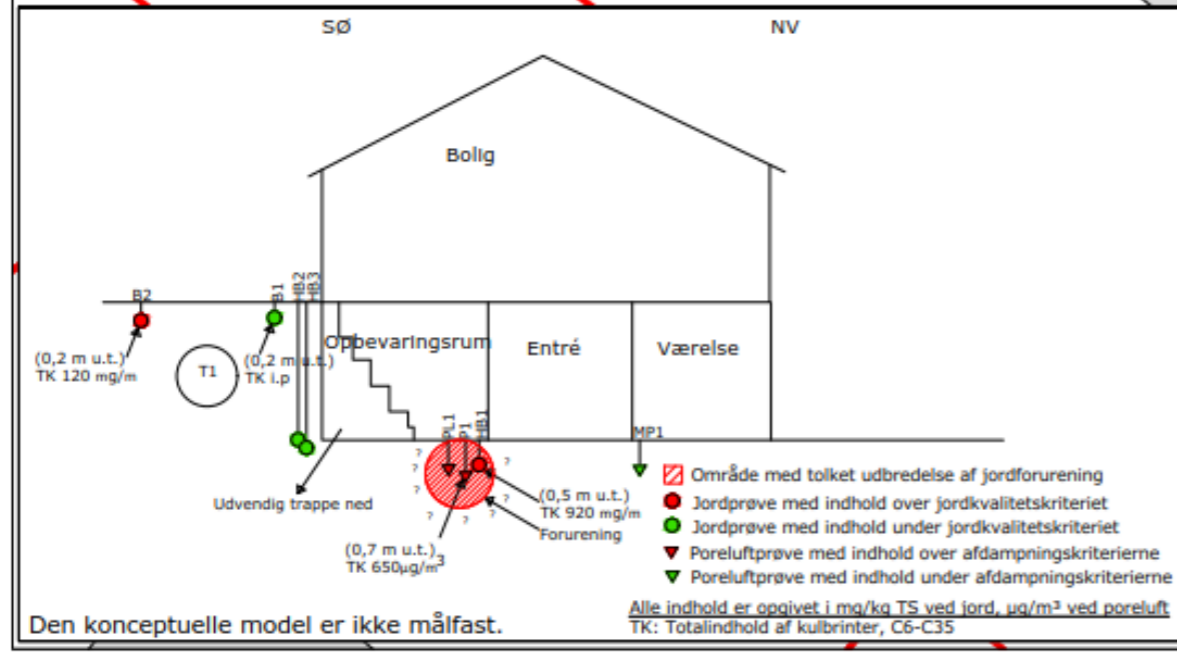 SØ
NV
Bolig
B2
B1
HB2
HB3
Opbevaringsrum
Entré
Værelse
(0,2 m u.t.)
TK 120 mg/m
T1
(0,2 m u.t.)
TK i.p
PL1
P1
HB1
MP1
?
?
?
?
?
?
?
?
Udvendig trappe ned
(0,5 m u.t.)
TK 920 mg/m
Forurening
(0,7 m u.t.)
TK 650µg/m³
Område med tolket udbredelse af jordforurening
Jordprøve med indhold over jordkvalitetskriteriet
Jordprøve med indhold under jordkvalitetskriteriet
Poreluftprøve med indhold over afdampningskriterierne
Poreluftprøve med indhold under afdampningskriterierne
Alle indhold er opgivet i mg/kg TS ved jord, µg/m³ ved poreluft
TK: Totalindhold af kulbrinter, C6-C35
Den konceptuelle model er ikke målfast.